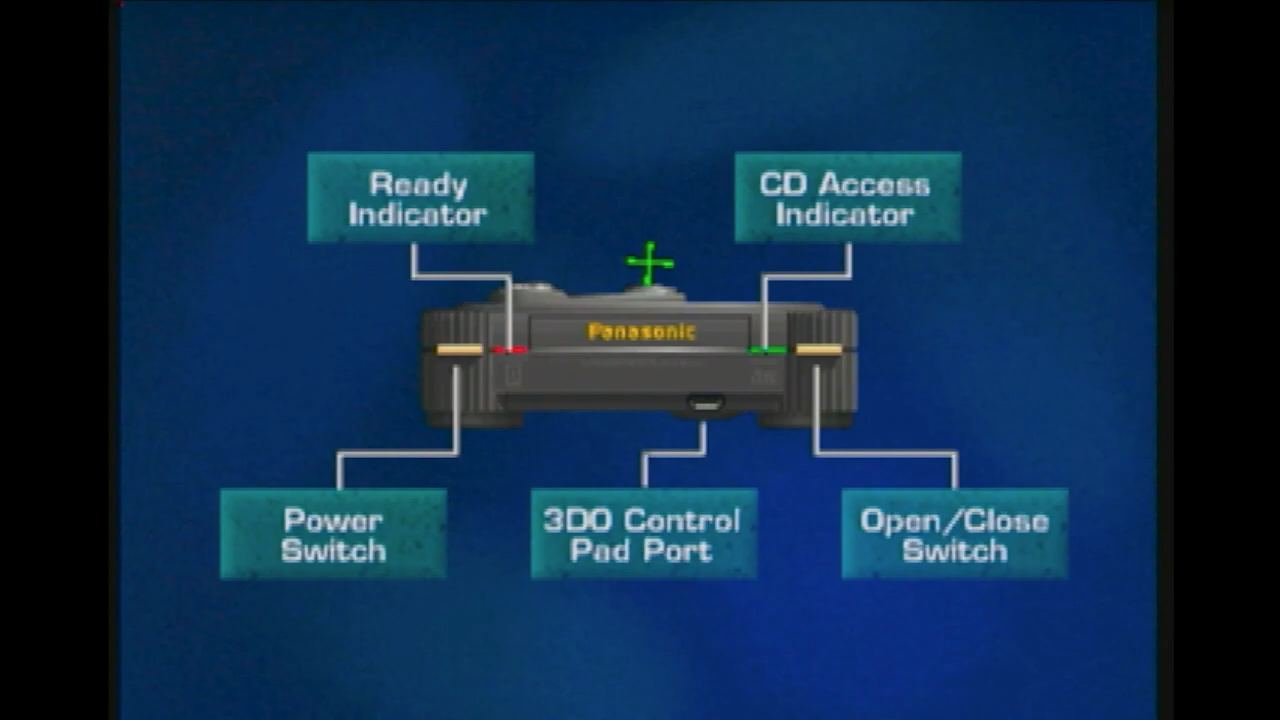 Ready
Indicator
CD Access
Indicator
Panasonic
Power
Switch
3DO Control
Pad Port
Open/Close
Switch